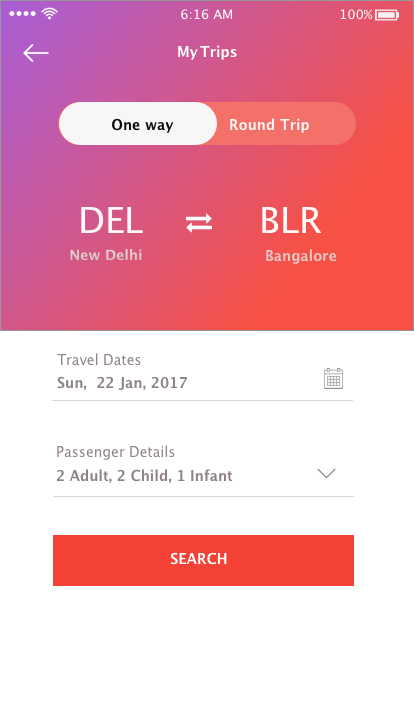 6:16 AM 100%
My Trips
One way Round Trip
DEL BLR
New Delhi Bangalore
Travel Dates
Sun, 22 Jan, 2017
Passenger Details
2 Adult, 2 Child, 1 Infant
SEARCH